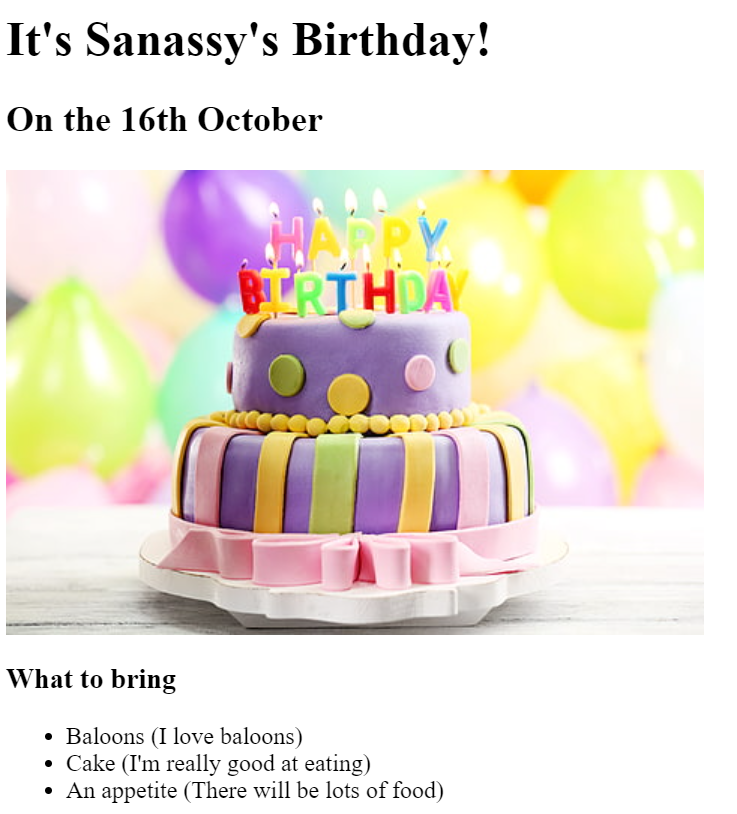 It's Sanassy's Birthday!
On the 16th October
HAPPY
BIRTHDAY
What to bring
Baloons (I love baloons)
Cake (I'm really good at eating)
An appetite (There will be lots of food)